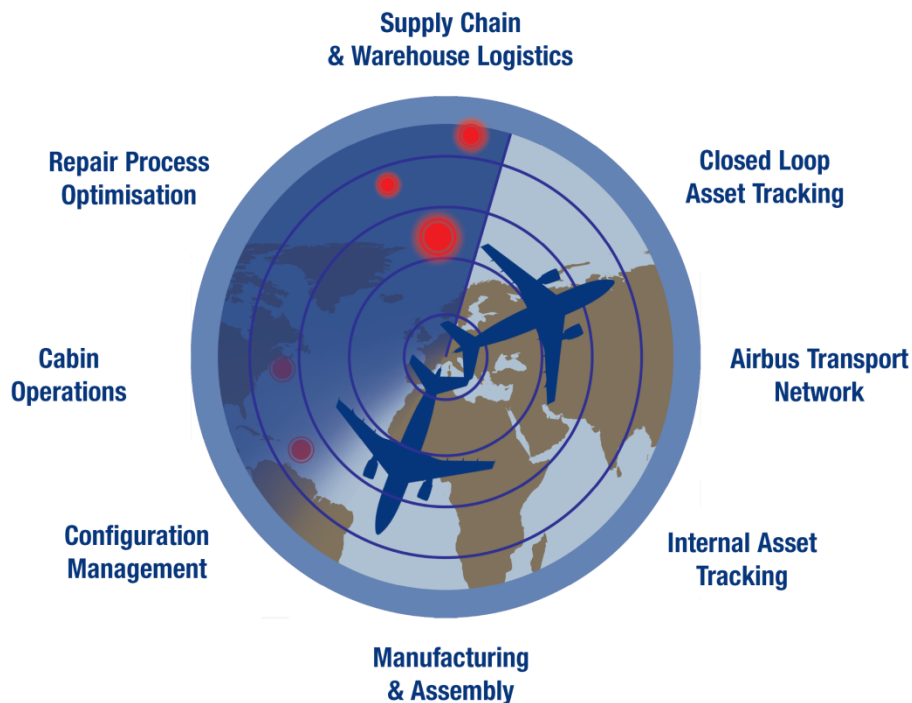 Supply Chain
& Warehouse Logistics
Repair Process
Optimisation
Closed Loop
Asset Tracking
Cabin
Operations
Airbus Transport
Network
Configuration
Management
Internal Asset
Tracking
Manufacturing
& Assembly